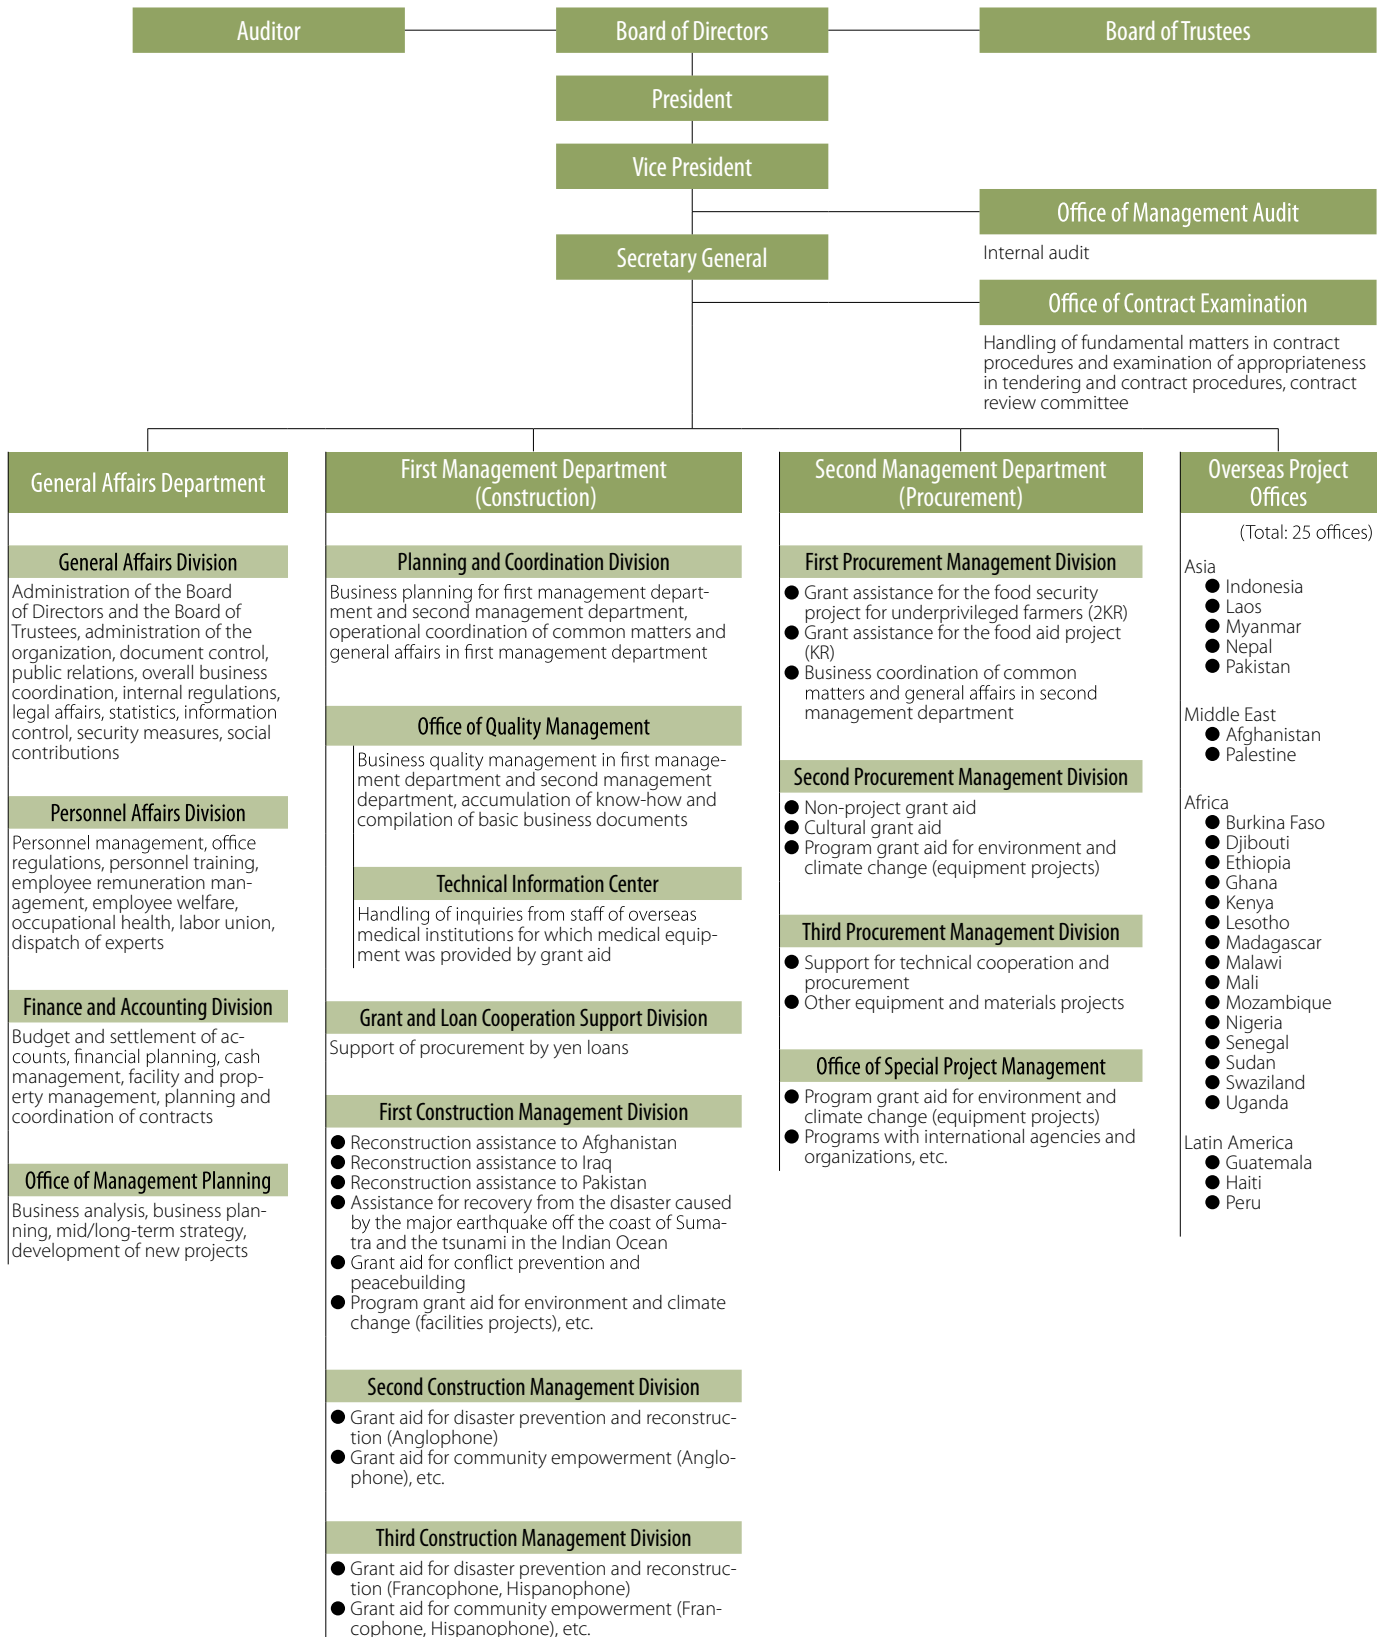 Auditor
Board of Directors
Board of Trustees
President
Vice President
Office of Management Audit
Internal audit
Secretary General
Office of Contract Examination
Handling of fundamental matters in contract
procedures and examination of appropriateness
in tendering and contract procedures, contract
review committee
General Affairs Department
General Affairs Division
Administration of the Board
of Directors and the Board of
Trustees, administration of the
organization, document control,
public relations, overall business
coordination, internal regulations,
legal affairs, statistics, information
control, security measures, social
contributions
Personnel Affairs Division
Personnel management, office
regulations, personnel training,
employee remuneration man-
agement, employee welfare,
occupational health, labor union,
dispatch of experts
Finance and Accounting Division
Budget and settlement of ac-
counts, financial planning, cash
management, facility and prop-
erty management, planning and
coordination of contracts
Office of Management Planning
Business analysis, business plan-
ning, mid/long-term strategy,
development of new projects
First Management Department
(Construction)
Planning and Coordination Division
Business planning for first management depart-
ment and second management department,
operational coordination of common matters and
general affairs in first management department
Office of Quality Management
Business quality management in first manage-
ment department and second management
department, accumulation of know-how and
compilation of basic business documents
Technical Information Center
Handling of inquiries from staff of overseas
medical institutions for which medical equip-
ment was provided by grant aid
Grant and Loan Cooperation Support Division
Support of procurement by yen loans
First Construction Management Division
● Reconstruction assistance to Afghanistan
● Reconstruction assistance to Iraq
● Reconstruction assistance to Pakistan
● Assistance for recovery from the disaster caused
by the major earthquake off the coast of Suma-
tra and the tsunami in the Indian Ocean
● Grant aid for conflict prevention and
peacebuilding
● Program grant aid for environment and climate
change (facilities projects), etc.
Second Construction Management Division
● Grant aid for disaster prevention and reconstruc-
tion (Anglophone)
● Grant aid for community empowerment (Anglo-
phone), etc.
Third Construction Management Division
● Grant aid for disaster prevention and reconstruc-
tion (Francophone, Hispanophone)
● Grant aid for community empowerment (Fran-
cophone, Hispanophone), etc.
Second Management Department
(Procurement)
First Procurement Management Division
● Grant assistance for the food security
project for underprivileged farmers (2KR)
● Grant assistance for the food aid project
(KR)
● Business coordination of common
matters and general affairs in second
management department
Second Procurement Management Division
● Non-project grant aid
● Cultural grant aid
● Program grant aid for environment and
climate change (equipment projects)
Third Procurement Management Division
● Support for technical cooperation and
procurement
● Other equipment and materials projects
Office of Special Project Management
● Program grant aid for environment and
climate change (equipment projects)
● Programs with international agencies and
organizations, etc.
Overseas Project
Offices
(Total: 25 offices)
Asia
● Indonesia
● Laos
● Myanmar
● Nepal
● Pakistan
Middle East
● Afghanistan
● Palestine
Africa
● Burkina Faso
● Djibouti
● Ethiopia
● Ghana
● Kenya
● Lesotho
● Madagascar
● Malawi
● Mali
● Mozambique
● Nigeria
● Senegal
● Sudan
● Swaziland
● Uganda
Latin America
● Guatemala
● Haiti
● Peru